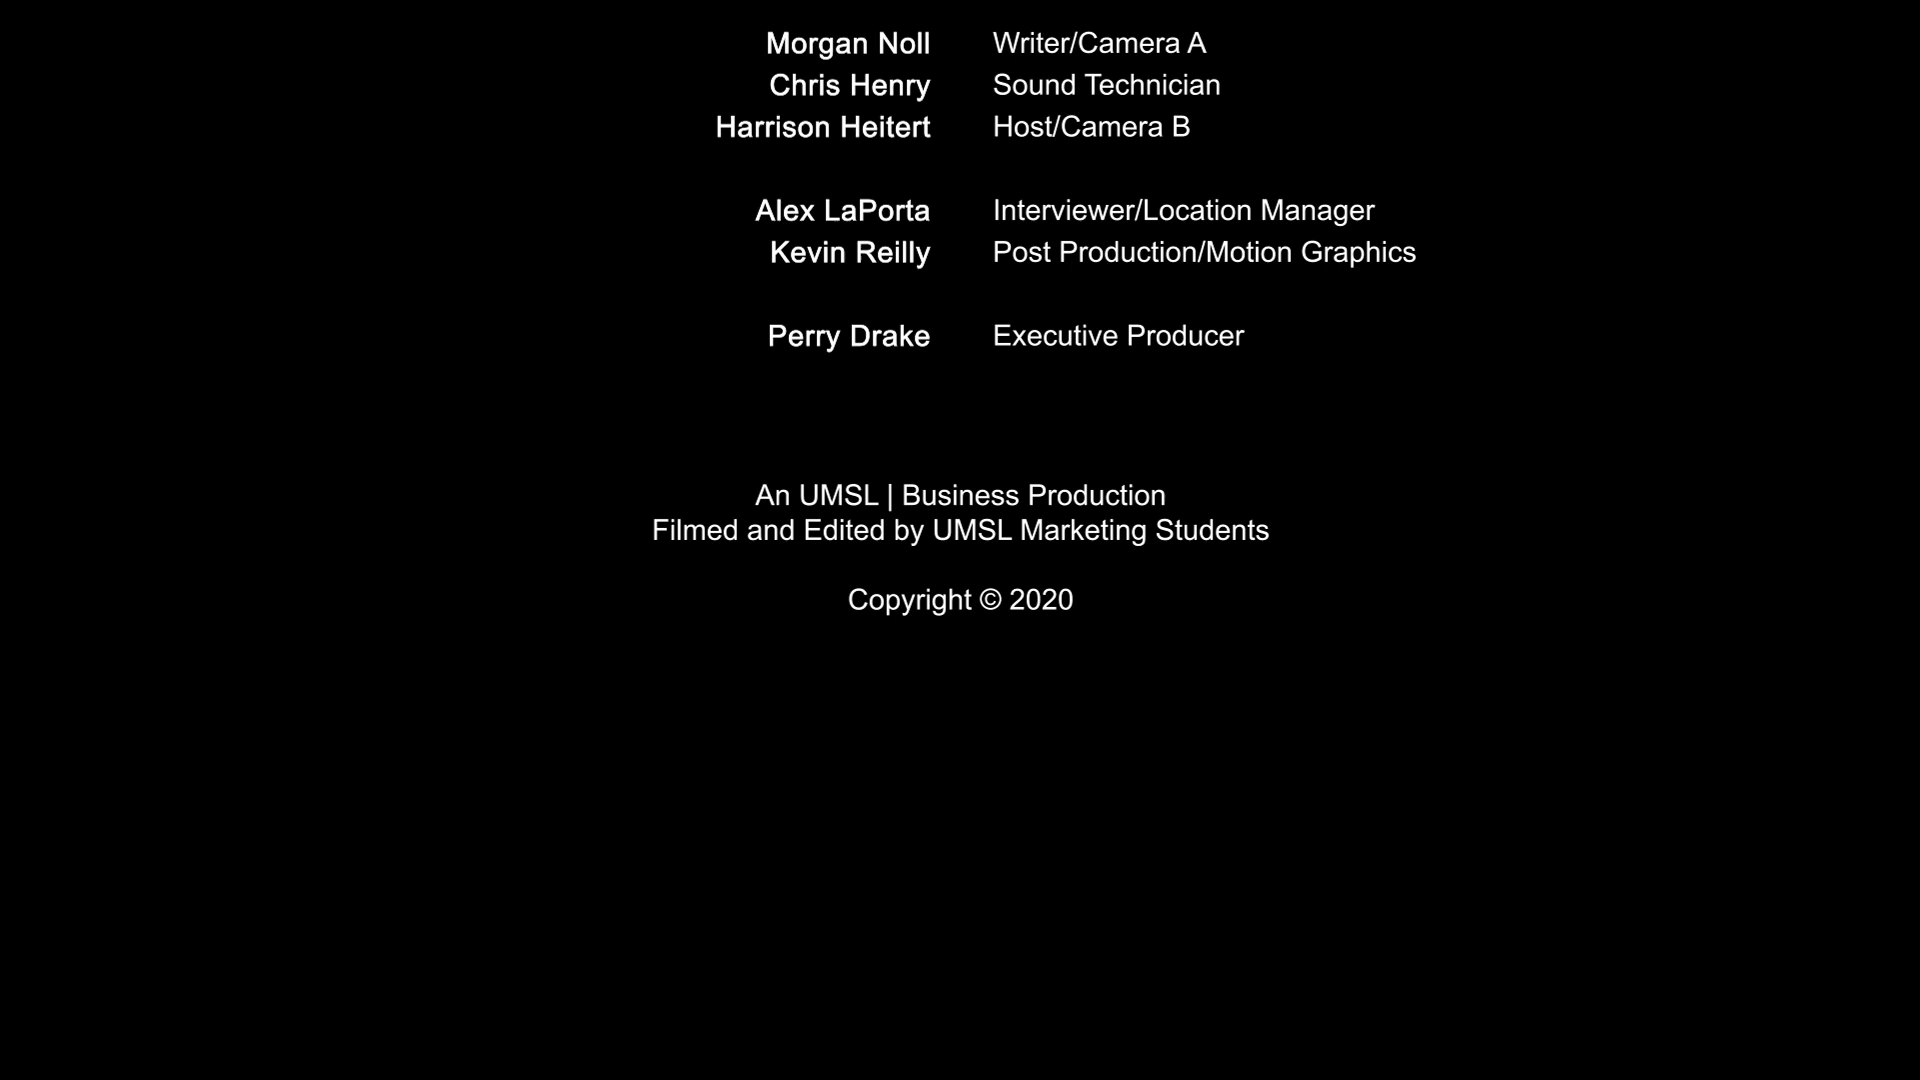 Morgan Noll Writer/Camera A
Chris Henry Sound Technician
Harrison Heitert Host/Camera B
Alex LaPorta Interviewer/Location Manager
Kevin Reilly Post Production/Motion Graphics
Perry Drake Executive Producer
An UMSL | Business Production
Filmed and Edited by UMSL Marketing Students
Copyright © 2020